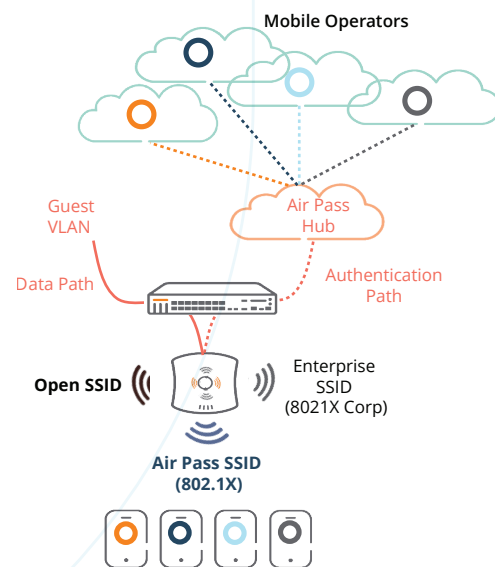 Mobile Operators
Air Pass
Hub
Guest
VLAN
Data Path
Authentication
Path
Open SSID
Enterprise
SSID
(8021X Corp)
Air Pass SSID
(802.1X)